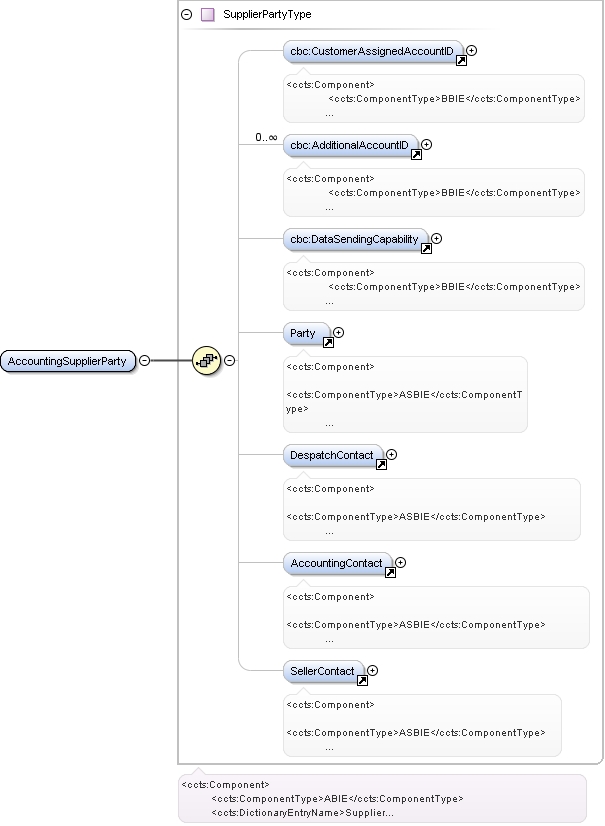 SupplierPartyType
cbc:CustomerAssignedAccountID
<ccts:Component>
<ccts:ComponentType>BBIE</ccts:ComponentType>
...
0..∞
cbc:AdditionalAccountID
<ccts:Component>
<ccts:ComponentType>BBIE</ccts:ComponentType>
...
cbc:DataSendingCapability
<ccts:Component>
<ccts:ComponentType>BBIE</ccts:ComponentType>
...
AccountingSupplierParty
Party
<ccts:Component>
<ccts:ComponentType>ASBIE</ccts:ComponentT
ype>
...
DespatchContact
<ccts:Component>
<ccts:ComponentType>ASBIE</ccts:ComponentType>
...
AccountingContact
<ccts:Component>
<ccts:ComponentType>ASBIE</ccts:ComponentType>
...
SellerContact
<ccts:Component>
<ccts:ComponentType>ASBIE</ccts:ComponentType>
...
<ccts:Component>
<ccts:ComponentType>ABIE</ccts:ComponentType>
<ccts:DictionaryEntryName>Supplier...